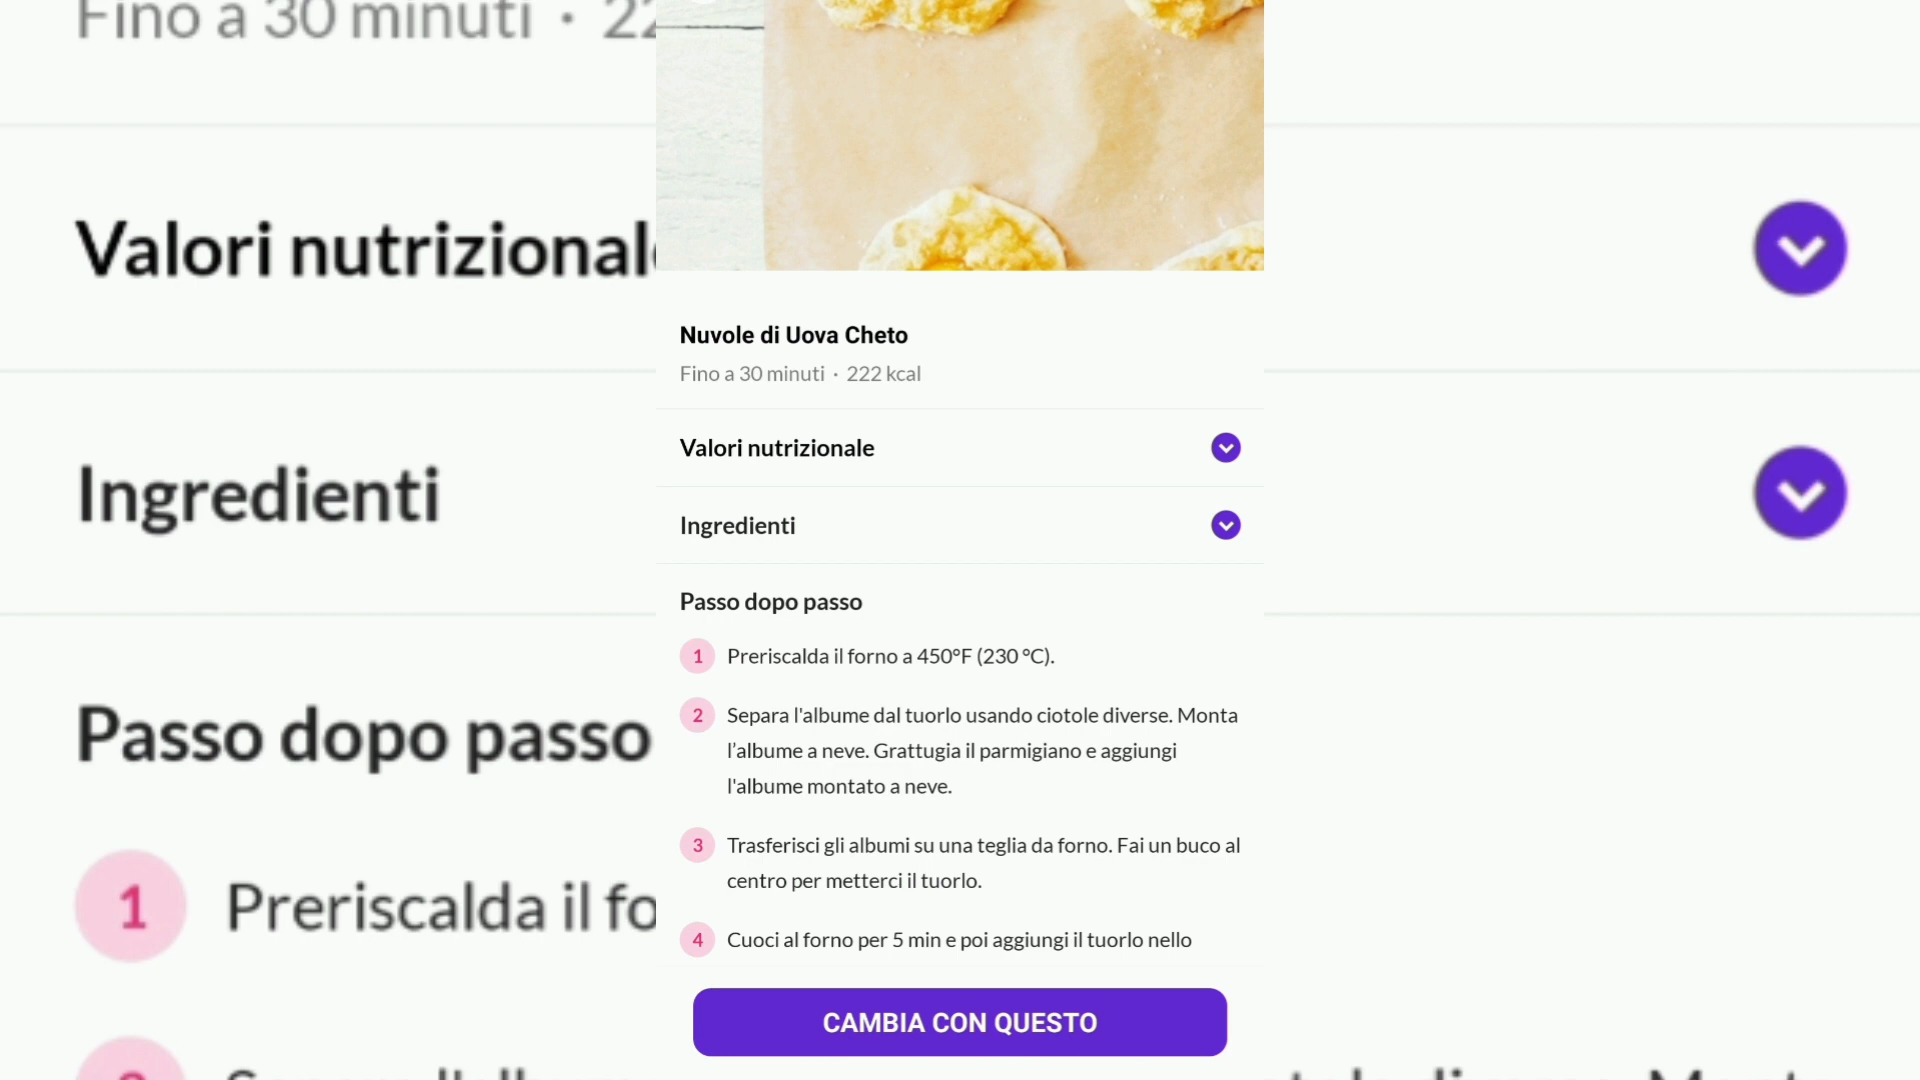 Fino a 30 minuti · 22
Valori nutrizional
Ingredienti
Passo dopo passo
1 Preriscalda il fo
Nuvole di Uova Cheto
Fino a 30 minuti · 222 kcal
Valori nutrizionale
Ingredienti
Passo dopo passo
1 Preriscalda il forno a 450°F (230 °C).
2 Separa l'albume dal tuorlo usando ciotole diverse. Monta
l’albume a neve. Grattugia il parmigiano e aggiungi
l'albume montato a neve.
3 Trasferisci gli albumi su una teglia da forno. Fai un buco al
centro per metterci il tuorlo.
4 Cuoci al forno per 5 min e poi aggiungi il tuorlo nello
CAMBIA CON QUESTO